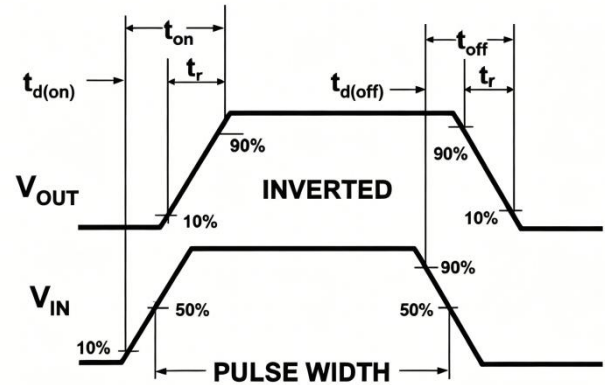 t_on
t_off
t_d(on)
t_r
t_d(off)
t_r
90%
90%
V_OUT
INVERTED
10%
10%
90%
V_IN
50%
50%
10%
PULSE WIDTH